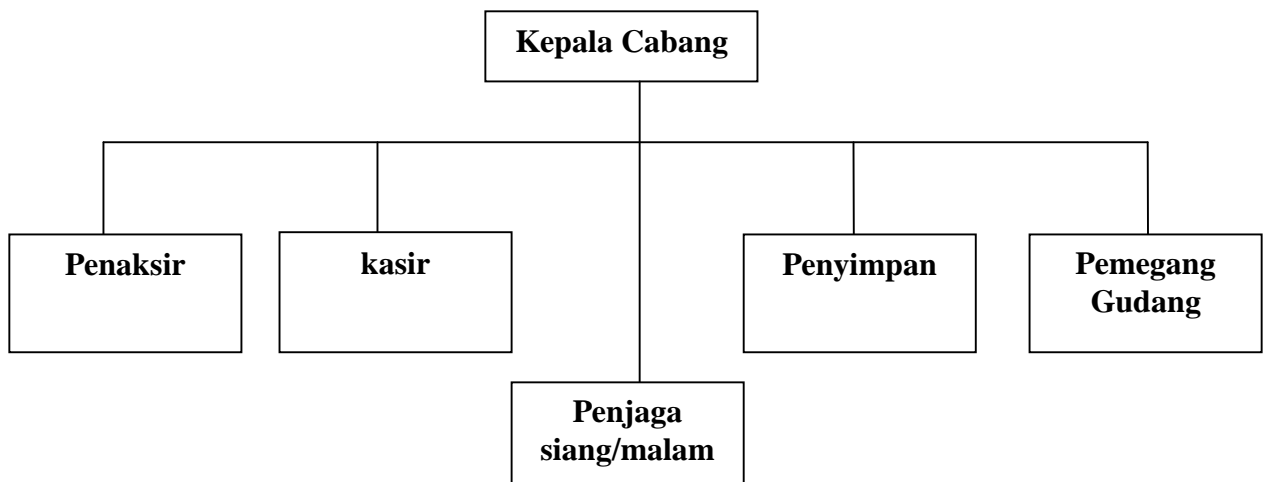 Kepala Cabang
Penaksir
kasir
Penyimpan
Pemegang
Gudang
Penjaga
siang/malam